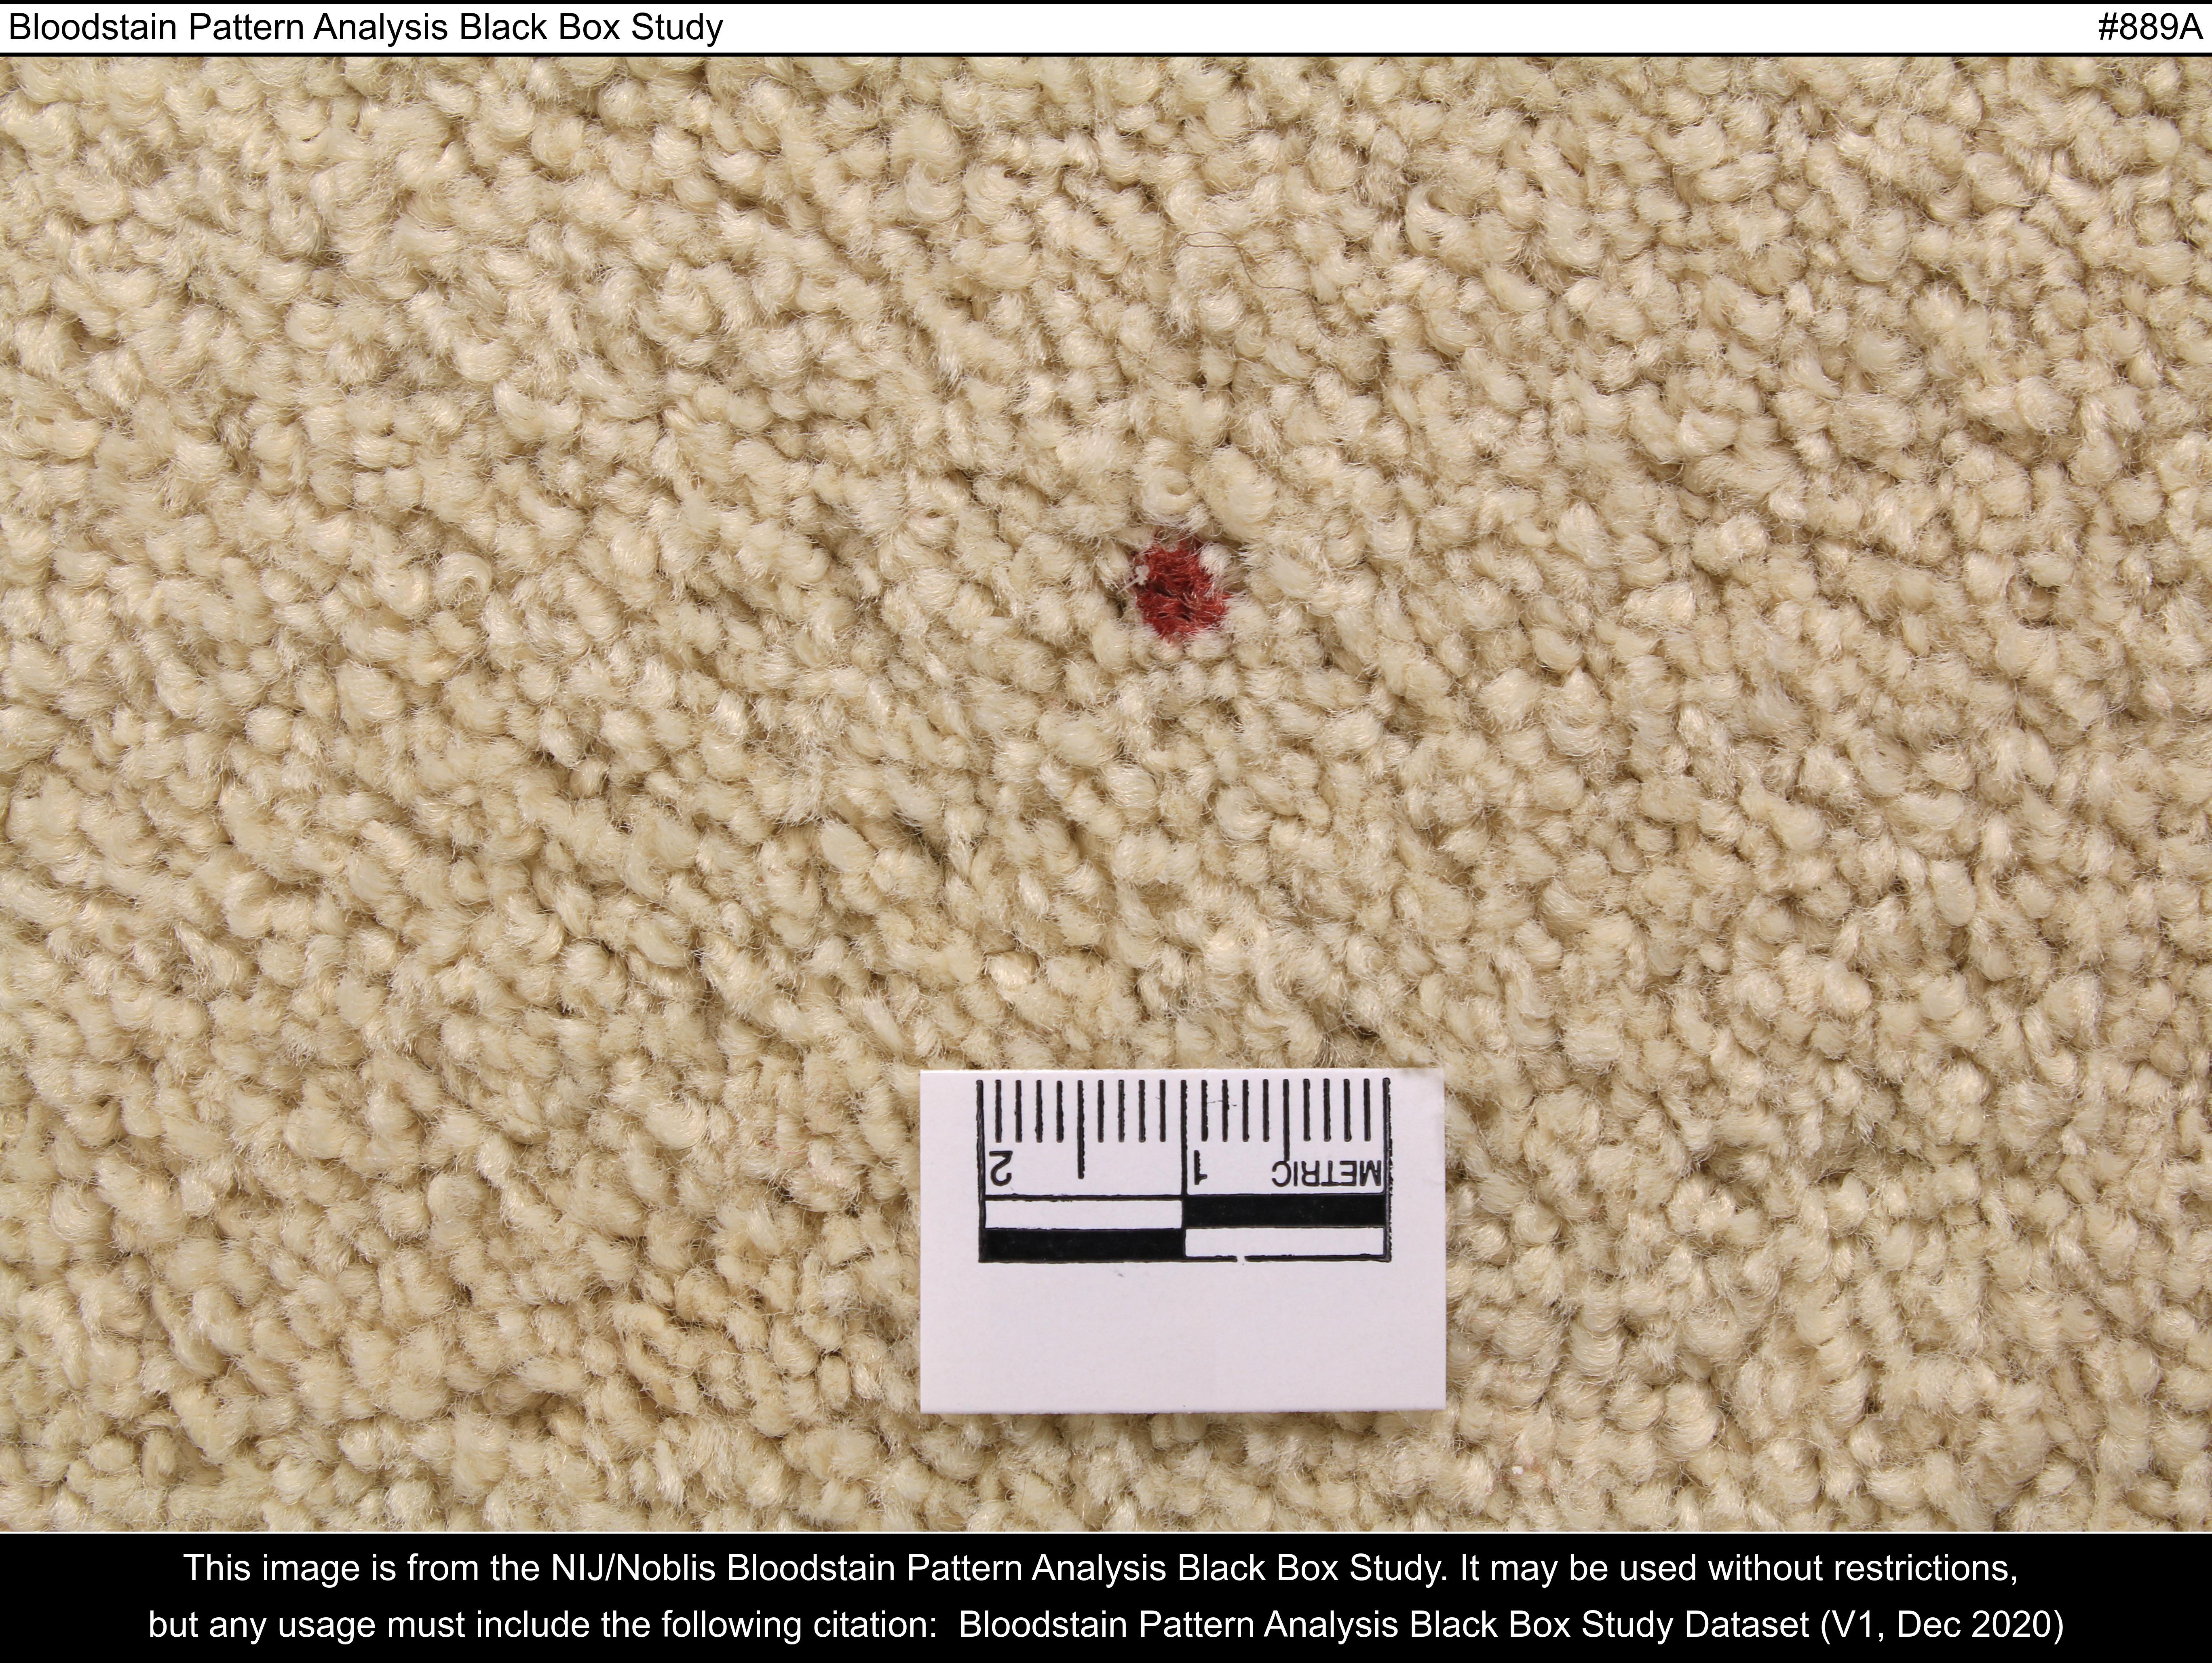 Bloodstain Pattern Analysis Black Box Study #889A
2 1 METRIC
This image is from the NIJ/Noblis Bloodstain Pattern Analysis Black Box Study. It may be used without restrictions,
but any usage must include the following citation: Bloodstain Pattern Analysis Black Box Study Dataset (V1, Dec 2020)